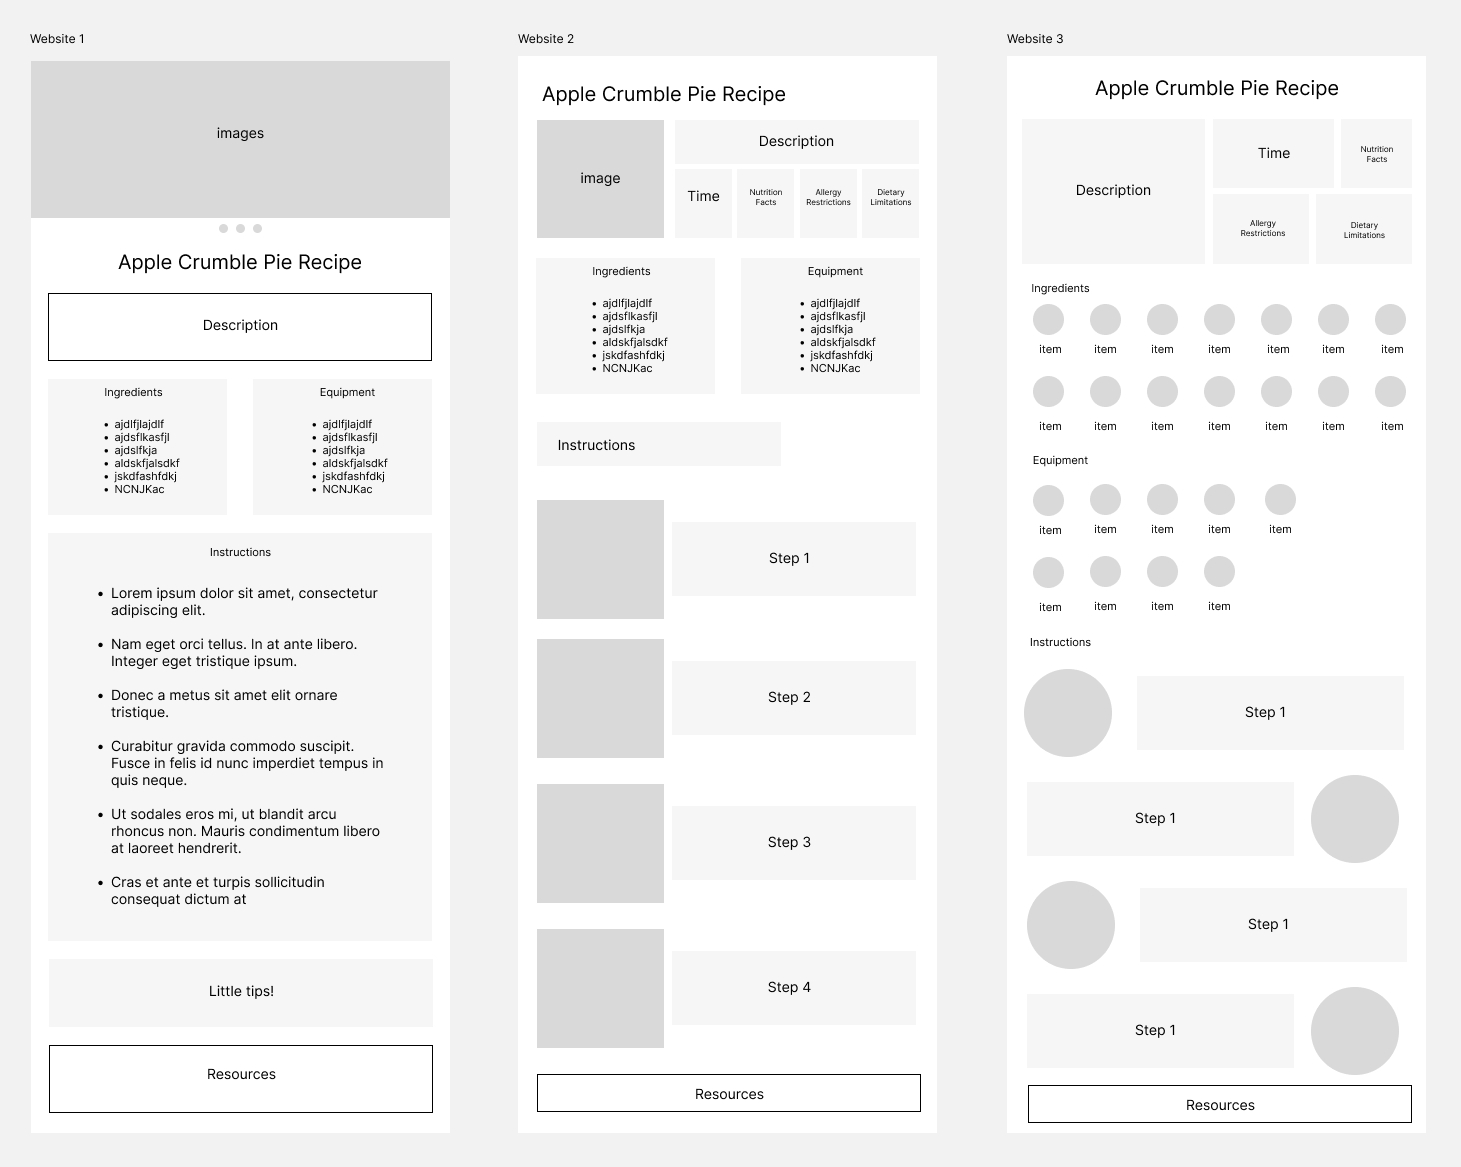 Website 1
images
Apple Crumble Pie Recipe
Description
Ingredients
• ajdlfjlajdlf
• ajdsflkasfjl
• ajdslfkja
• aldskfjalsdkf
• jskdfashfdkj
• NCNJKac
Equipment
• ajdlfjlajdlf
• ajdsflkasfjl
• ajdslfkja
• aldskfjalsdkf
• jskdfashfdkj
• NCNJKac
Instructions
• Lorem ipsum dolor sit amet, consectetur
adipiscing elit.
• Nam eget orci tellus. In at ante libero.
Integer eget tristique ipsum.
• Donec a metus sit amet elit ornare
tristique.
• Curabitur gravida commodo suscipit.
Fusce in felis id nunc imperdiet tempus in
quis neque.
• Ut sodales eros mi, ut blandit arcu
rhoncus non. Mauris condimentum libero
at laoreet hendrerit.
• Cras et ante et turpis sollicitudin
consequat dictum at
Little tips!
Resources
Website 2
Apple Crumble Pie Recipe
image
Description
Time
Nutrition
Facts
Allergy
Restrictions
Dietary
Limitations
Ingredients
• ajdlfjlajdlf
• ajdsflkasfjl
• ajdslfkja
• aldskfjalsdkf
• jskdfashfdkj
• NCNJKac
Equipment
• ajdlfjlajdlf
• ajdsflkasfjl
• ajdslfkja
• aldskfjalsdkf
• jskdfashfdkj
• NCNJKac
Instructions
Step 1
Step 2
Step 3
Step 4
Resources
Website 3
Apple Crumble Pie Recipe
Description
Time
Nutrition
Facts
Allergy
Restrictions
Dietary
Limitations
Ingredients
item item item item item item item
item item item item item item item
Equipment
item item item item item
item item item item
Instructions
Step 1
Step 1
Step 1
Step 1
Resources